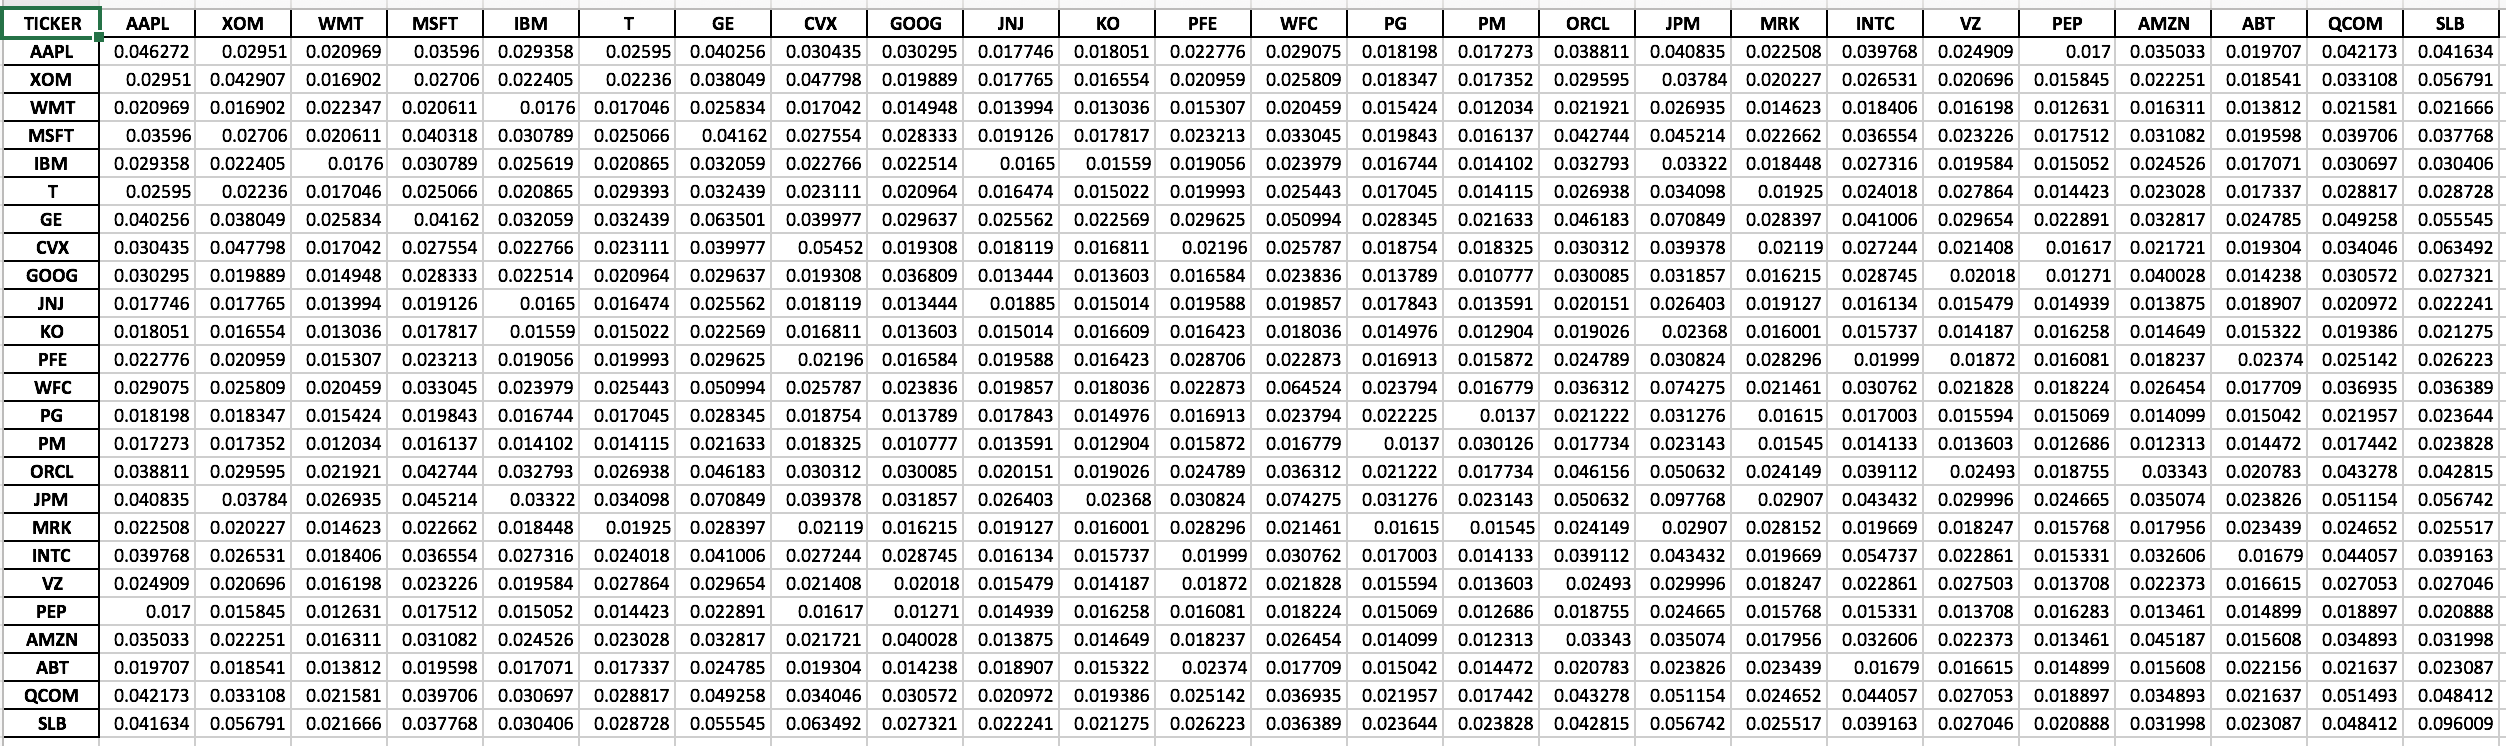 TICKER AAPL XOM WMT MSFT IBM T GE CVX GOOG JNJ KO PFE WFC PG PM ORCL JPM MRK INTC VZ PEP AMZN ABT QCOM SLB
AAPL 0.046272 0.02951 0.020969 0.03596 0.029358 0.02595 0.040256 0.030435 0.030295 0.017746 0.018051 0.022776 0.029075 0.018198 0.017273 0.038811 0.040835 0.022508 0.039768 0.024909 0.017 0.035033 0.019707 0.042173 0.041634
XOM 0.02951 0.042907 0.016902 0.02706 0.022405 0.02236 0.038049 0.047798 0.019889 0.017765 0.016554 0.020959 0.025809 0.018347 0.017352 0.029595 0.03784 0.020227 0.026531 0.020696 0.015845 0.022251 0.018541 0.033108 0.056791
WMT 0.020969 0.016902 0.022347 0.020611 0.0176 0.017046 0.025834 0.017042 0.014948 0.013994 0.013036 0.015307 0.020459 0.015424 0.012034 0.021921 0.026935 0.014623 0.018406 0.016198 0.012631 0.016311 0.013812 0.021581 0.021666
MSFT 0.03596 0.02706 0.020611 0.040318 0.030789 0.025066 0.04162 0.027554 0.028333 0.019126 0.017817 0.023213 0.033045 0.019843 0.016137 0.042744 0.045214 0.022662 0.036554 0.023226 0.017512 0.031082 0.019598 0.039706 0.037768
IBM 0.029358 0.022405 0.0176 0.030789 0.025619 0.020865 0.032059 0.022766 0.022514 0.0165 0.01559 0.019056 0.023979 0.016744 0.014102 0.032793 0.03322 0.018448 0.027316 0.019584 0.015052 0.024526 0.017071 0.030697 0.030406
T 0.02595 0.02236 0.017046 0.025066 0.020865 0.029393 0.032439 0.023111 0.020964 0.016474 0.015022 0.019993 0.025443 0.017045 0.014115 0.026938 0.034098 0.01925 0.024018 0.027864 0.014423 0.023028 0.017337 0.028817 0.028728
GE 0.040256 0.038049 0.025834 0.04162 0.032059 0.032439 0.063501 0.039977 0.029637 0.025562 0.022569 0.029625 0.050994 0.028345 0.021633 0.046183 0.070849 0.028397 0.041006 0.029654 0.022891 0.032817 0.024785 0.049258 0.055545
CVX 0.030435 0.047798 0.017042 0.027554 0.022766 0.023111 0.039977 0.05452 0.019308 0.018119 0.016811 0.02196 0.025787 0.018754 0.018325 0.030312 0.039378 0.02119 0.027244 0.021408 0.01617 0.021721 0.019304 0.034046 0.063492
GOOG 0.030295 0.019889 0.014948 0.028333 0.022514 0.020964 0.029637 0.019308 0.036809 0.013444 0.013603 0.016584 0.023836 0.013789 0.010777 0.030085 0.031857 0.016215 0.028745 0.02018 0.01271 0.040028 0.014238 0.030572 0.027321
JNJ 0.017746 0.017765 0.013994 0.019126 0.0165 0.016474 0.025562 0.018119 0.013444 0.01885 0.015014 0.019588 0.019857 0.017843 0.013591 0.020151 0.026403 0.019127 0.016134 0.015479 0.014939 0.013875 0.018907 0.020972 0.022241
KO 0.018051 0.016554 0.013036 0.017817 0.01559 0.015022 0.022569 0.016811 0.013603 0.015014 0.016609 0.016423 0.018036 0.014976 0.012904 0.019026 0.02368 0.016001 0.015737 0.014187 0.016258 0.014649 0.015322 0.019386 0.021275
PFE 0.022776 0.020959 0.015307 0.023213 0.019056 0.019993 0.029625 0.02196 0.016584 0.019588 0.016423 0.028706 0.022873 0.016913 0.015872 0.024789 0.030824 0.028296 0.01999 0.01872 0.016081 0.018237 0.02374 0.025142 0.026223
WFC 0.029075 0.025809 0.020459 0.033045 0.023979 0.025443 0.050994 0.025787 0.023836 0.019857 0.018036 0.022873 0.064524 0.023794 0.016779 0.036312 0.074275 0.021461 0.030762 0.021828 0.018224 0.026454 0.017709 0.036935 0.036389
PG 0.018198 0.018347 0.015424 0.019843 0.016744 0.017045 0.028345 0.018754 0.013789 0.017843 0.014976 0.016913 0.023794 0.022225 0.0137 0.021222 0.031276 0.01615 0.017003 0.015594 0.015069 0.014099 0.015042 0.021957 0.023644
PM 0.017273 0.017352 0.012034 0.016137 0.014102 0.014115 0.021633 0.018325 0.010777 0.013591 0.012904 0.015872 0.016779 0.0137 0.030126 0.017734 0.023143 0.01545 0.014133 0.013603 0.012686 0.012313 0.014472 0.017442 0.023828
ORCL 0.038811 0.029595 0.021921 0.042744 0.032793 0.026938 0.046183 0.030312 0.030085 0.020151 0.019026 0.024789 0.036312 0.021222 0.017734 0.046156 0.050632 0.024149 0.039112 0.02493 0.018755 0.03343 0.020783 0.043278 0.042815
JPM 0.040835 0.03784 0.026935 0.045214 0.03322 0.034098 0.070849 0.039378 0.031857 0.026403 0.02368 0.030824 0.074275 0.031276 0.023143 0.050632 0.097768 0.02907 0.043432 0.029996 0.024665 0.035074 0.023826 0.051154 0.056742
MRK 0.022508 0.020227 0.014623 0.022662 0.018448 0.01925 0.028397 0.02119 0.016215 0.019127 0.016001 0.028296 0.021461 0.01615 0.01545 0.024149 0.02907 0.028152 0.019669 0.018247 0.015768 0.017956 0.023439 0.024652 0.025517
INTC 0.039768 0.026531 0.018406 0.036554 0.027316 0.024018 0.041006 0.027244 0.028745 0.016134 0.015737 0.01999 0.030762 0.017003 0.014133 0.039112 0.043432 0.019669 0.054737 0.022861 0.015331 0.032606 0.01679 0.044057 0.039163
VZ 0.024909 0.020696 0.016198 0.023226 0.019584 0.027864 0.029654 0.021408 0.02018 0.015479 0.014187 0.01872 0.021828 0.015594 0.013603 0.02493 0.029996 0.018247 0.022861 0.027503 0.013708 0.022373 0.016615 0.027053 0.027046
PEP 0.017 0.015845 0.012631 0.017512 0.015052 0.014423 0.022891 0.01617 0.01271 0.014939 0.016258 0.016081 0.018224 0.015069 0.012686 0.018755 0.024665 0.015768 0.015331 0.013708 0.016283 0.013461 0.014899 0.018897 0.020888
AMZN 0.035033 0.022251 0.016311 0.031082 0.024526 0.023028 0.032817 0.021721 0.040028 0.013875 0.014649 0.018237 0.026454 0.014099 0.012313 0.03343 0.035074 0.017956 0.032606 0.022373 0.013461 0.045187 0.015608 0.034893 0.031998
ABT 0.019707 0.018541 0.013812 0.019598 0.017071 0.017337 0.024785 0.019304 0.014238 0.018907 0.015322 0.02374 0.017709 0.015042 0.014472 0.020783 0.023826 0.023439 0.01679 0.016615 0.014899 0.015608 0.022156 0.021637 0.023087
QCOM 0.042173 0.033108 0.021581 0.039706 0.030697 0.028817 0.049258 0.034046 0.030572 0.020972 0.019386 0.025142 0.036935 0.021957 0.017442 0.043278 0.051154 0.024652 0.044057 0.027053 0.018897 0.034893 0.021637 0.051493 0.048412
SLB 0.041634 0.056791 0.021666 0.037768 0.030406 0.028728 0.055545 0.063492 0.027321 0.022241 0.021275 0.026223 0.036389 0.023644 0.023828 0.042815 0.056742 0.025517 0.039163 0.027046 0.020888 0.031998 0.023087 0.048412 0.096009